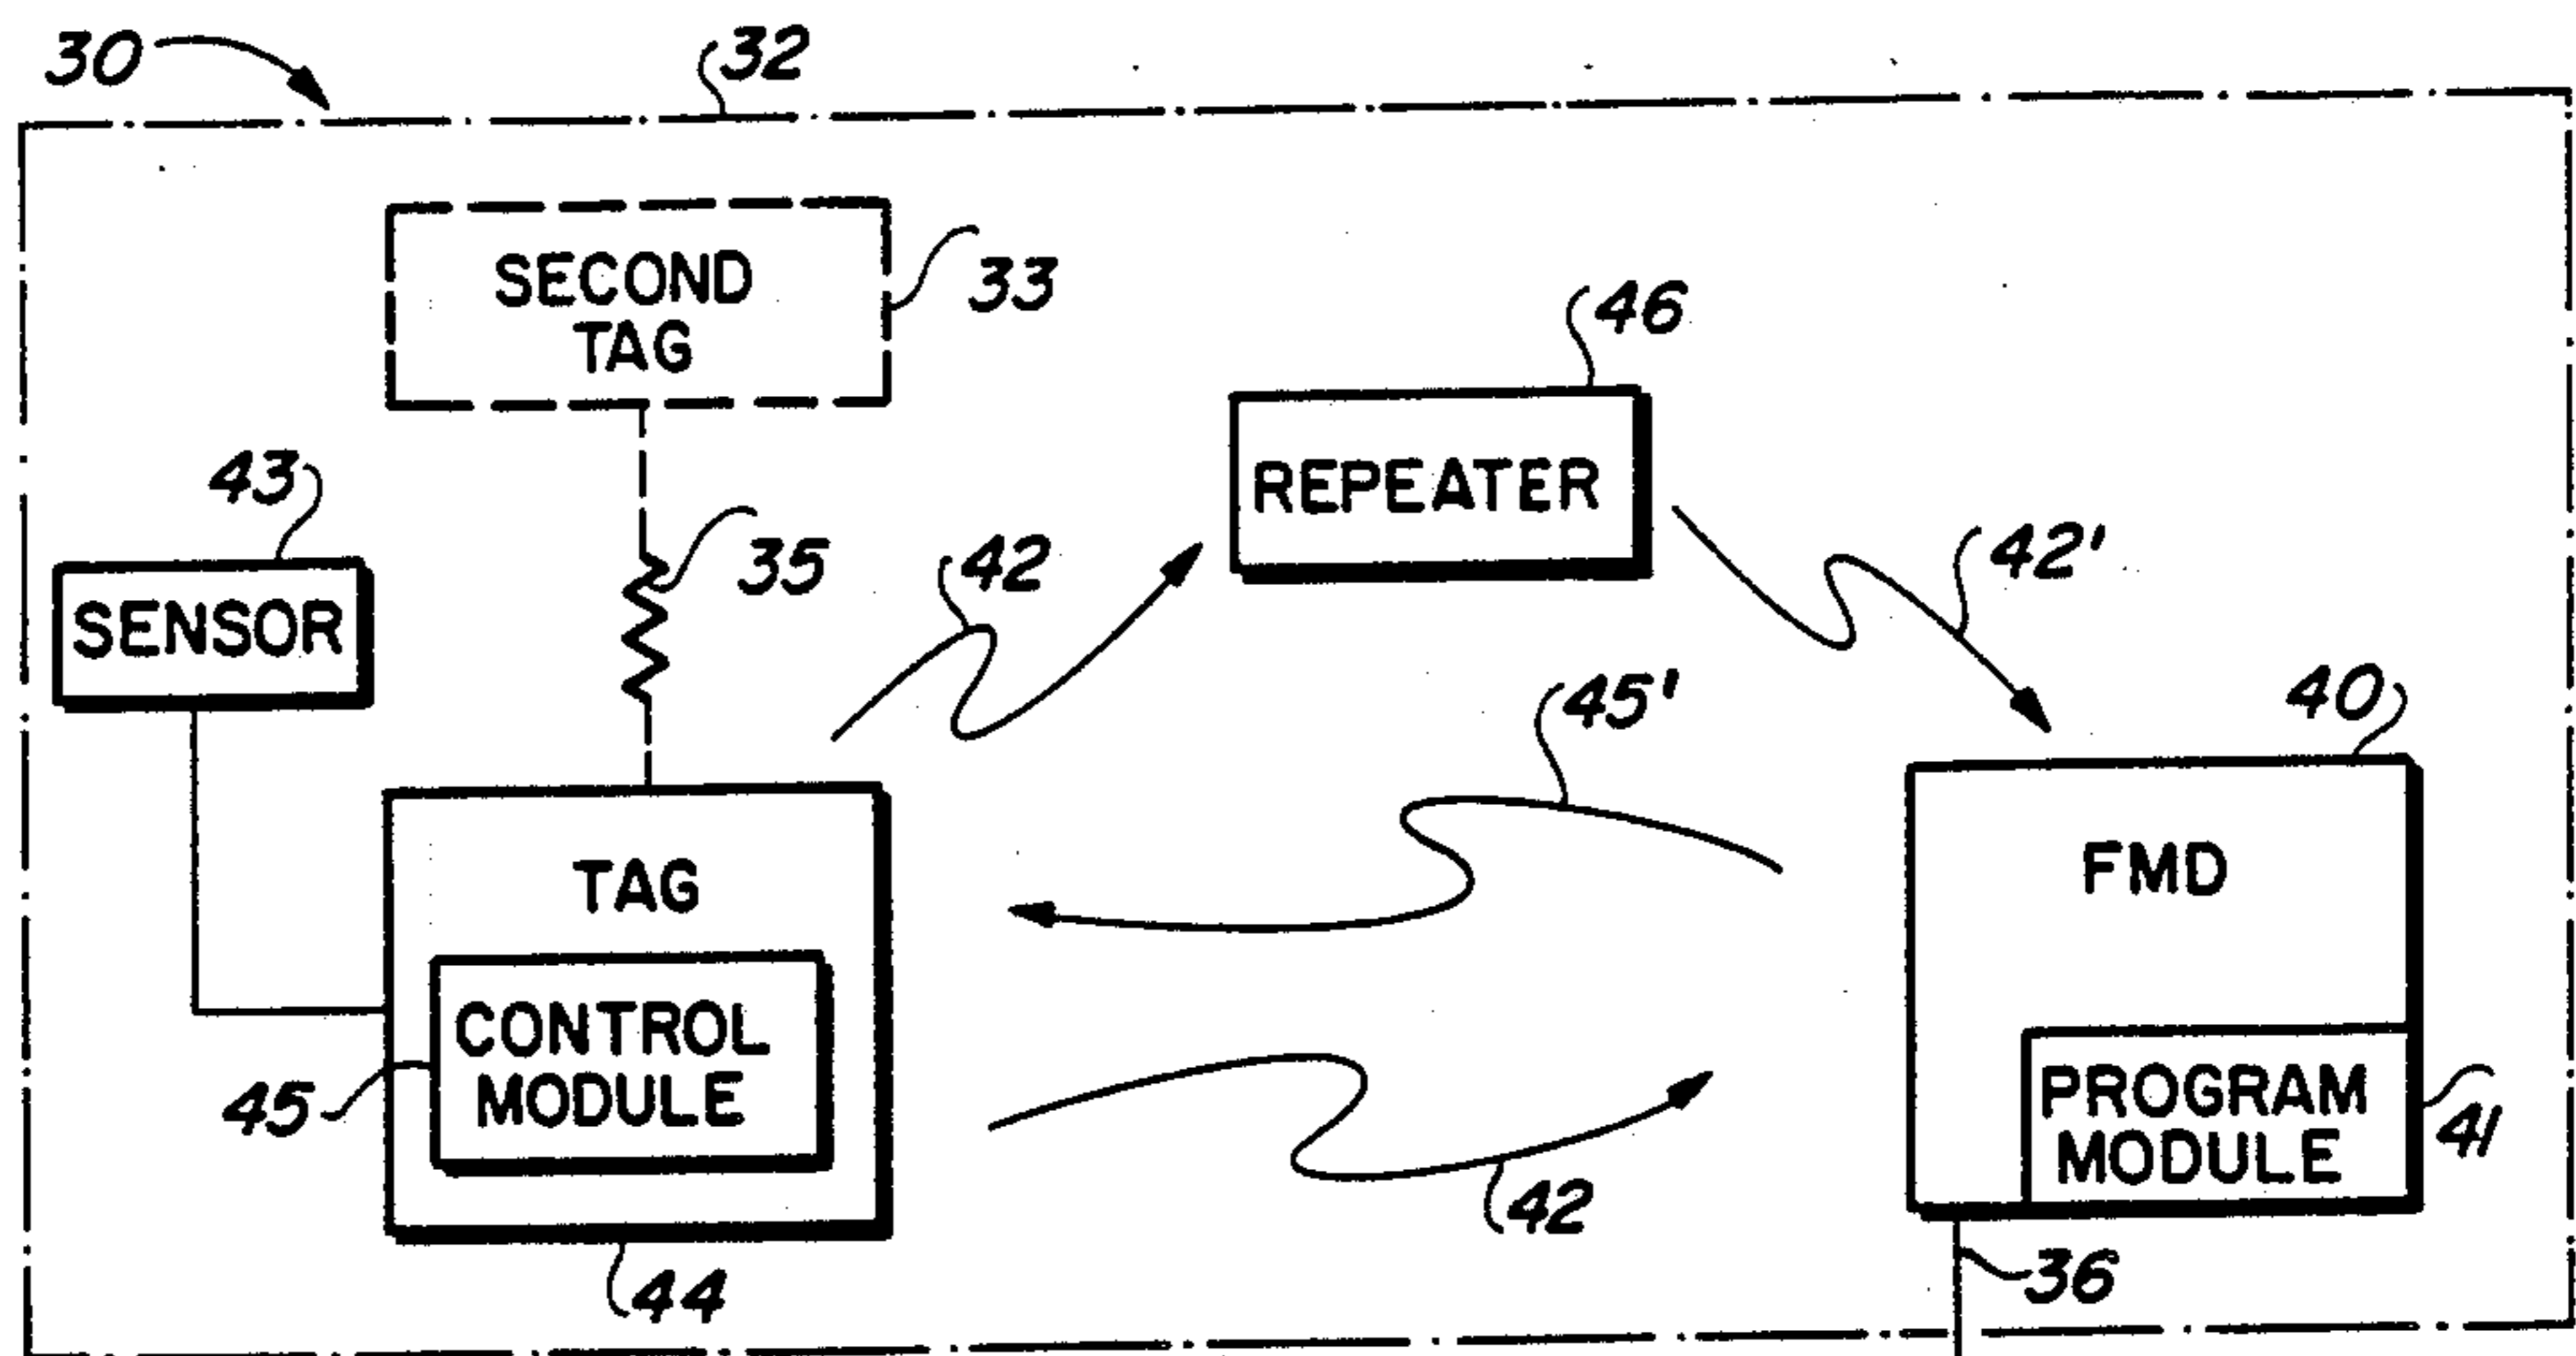 30
32
SECOND
TAG
33
46
REPEATER
43
SENSOR
35
42
42'
45'
40
TAG
FMD
CONTROL
MODULE
45
PROGRAM
MODULE
41
42
44
36